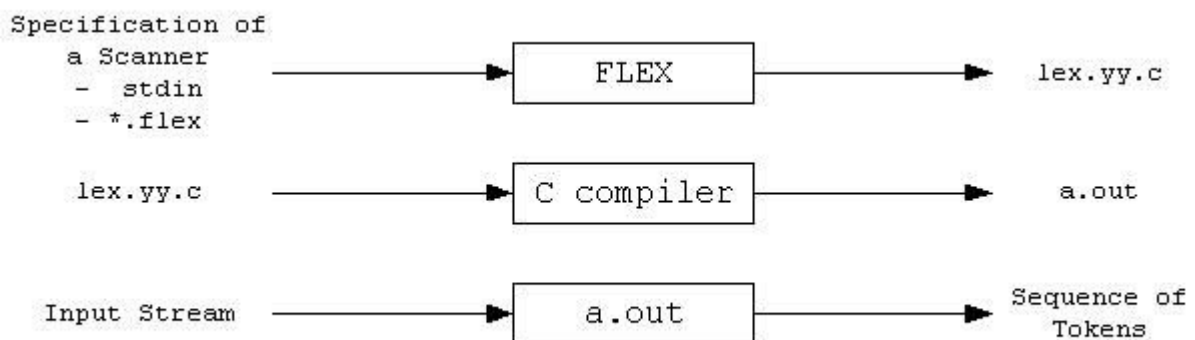 Specification of
a Scanner
- stdin
- *.flex
FLEX
lex.yy.c
lex.yy.c
C compiler
a.out
Input Stream
a.out
Sequence of
Tokens